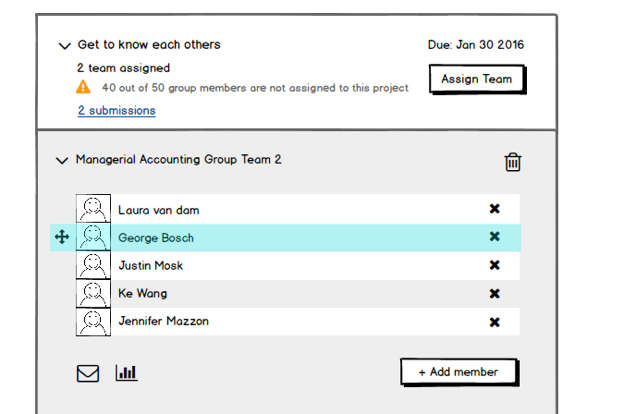 Get to know each others
Due: Jan 30 2016
2 team assigned
40 out of 50 group members are not assigned to this project
Assign Team
2 submissions
Managerial Accounting Group Team 2
Laura van dam
George Bosch
Justin Mosk
Ke Wang
Jennifer Mazzon
+ Add member